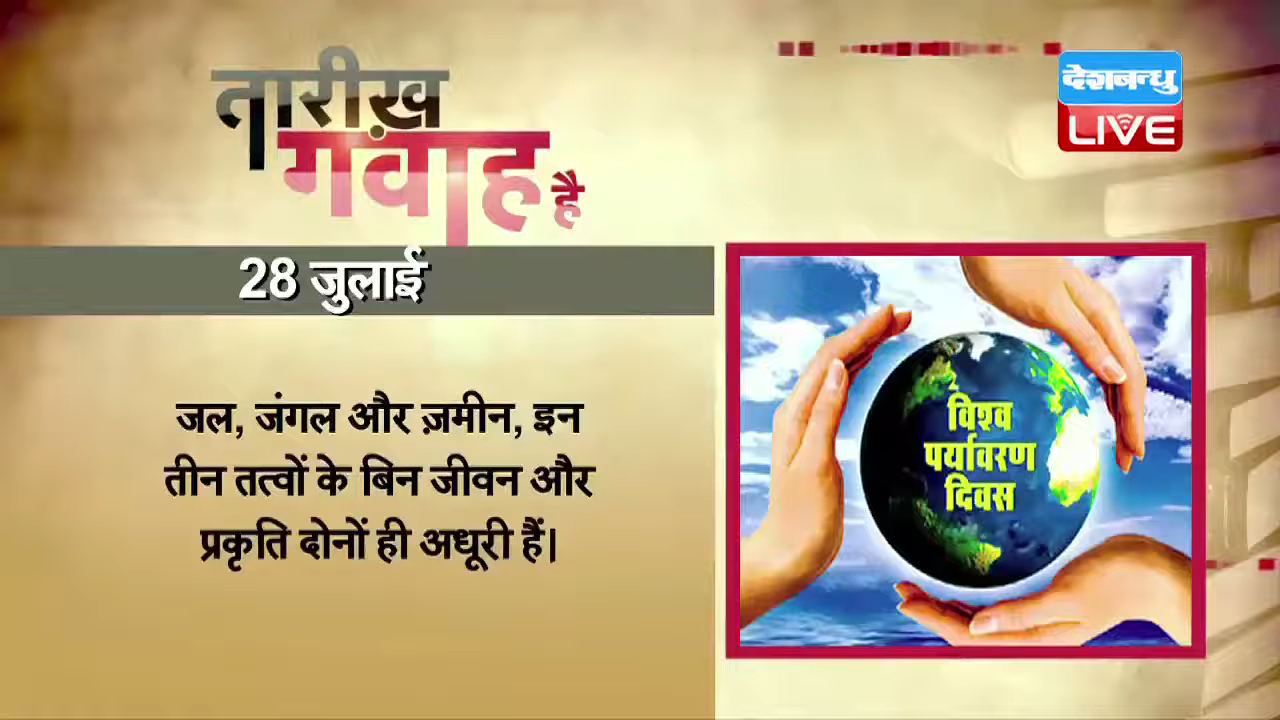 तारीख़
गवाह है
देशबन्धु
LIVE
28 जुलाई
जल, जंगल और ज़मीन, इन
तीन तत्वों के बिन जीवन और
प्रकृति दोनों ही अधूरी हैं।
विश्व
पर्यावरण
दिवस